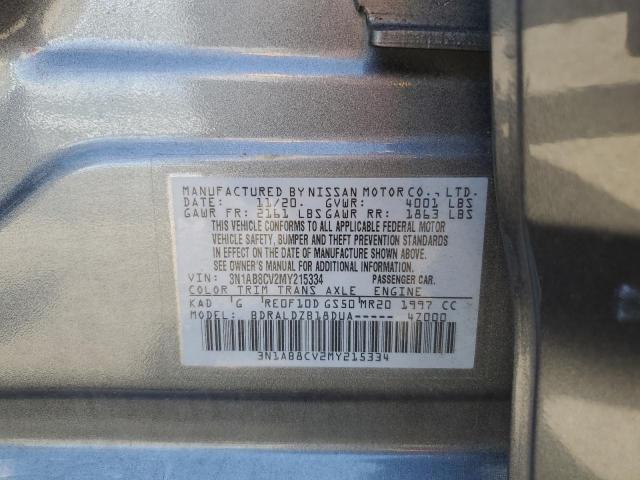 MANUFACTURED BY NISSAN MOTOR CO., LTD.
DATE: 11/20. GVWR: 4001 LBS
GAWR FR: 2161 LBS GAWR RR: 1863 LBS
THIS VEHICLE CONFORMS TO ALL APPLICABLE FEDERAL MOTOR
VEHICLE SAFETY, BUMPER AND THEFT PREVENTION STANDARDS
IN EFFECT ON THE DATE OF MANUFACTURE SHOWN ABOVE.
SEE OWNER'S MANUAL FOR ADDITIONAL INFORMATION
VIN: 3N1AB8CV2MY215334 PASSENGER CAR.
COLOR TRIM TRANS AXLE ENGINE
KAD G RE0F10D GS50 MR20 1997 CC
MODEL: BDRALDZB18DUA----- 47000
3N1AB8CV2MY215334